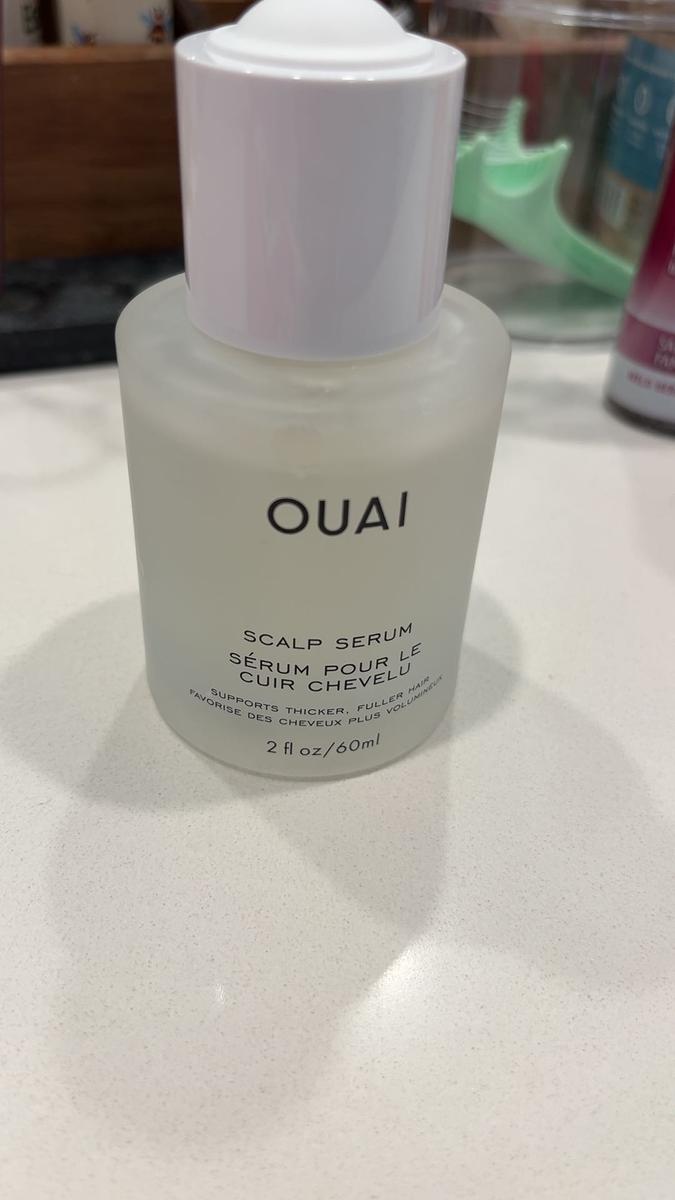 OUAI
SCALP SERUM
SÉRUM POUR LE
CUIR CHEVELU
SUPPORTS THICKER, FULLER HAIR
FAVORISE DES CHEVEUX PLUS VOLUMINEUX
2 fl oz/60ml